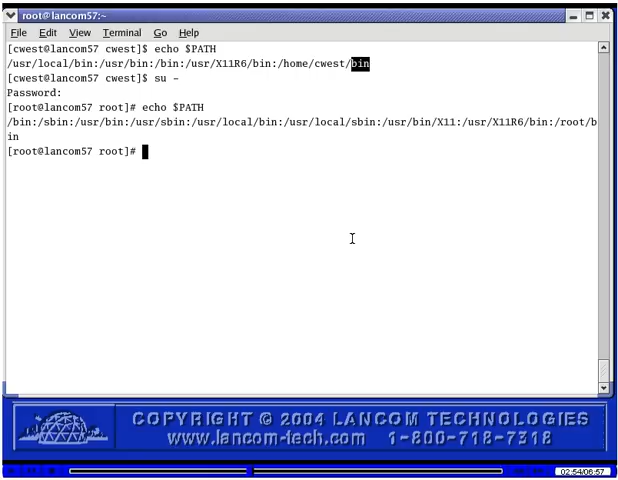 root@lancom57:~
File Edit View Terminal Go Help
[cwest@lancom57 cwest]$ echo $PATH
/usr/local/bin:/usr/bin:/bin:/usr/X11R6/bin:/home/cwest/bin
[cwest@lancom57 cwest]$ su -
Password:
[root@lancom57 root]# echo $PATH
/bin:/sbin:/usr/bin:/usr/sbin:/usr/local/bin:/usr/local/sbin:/usr/bin/X11:/usr/X11R6/bin:/root/b
in
[root@lancom57 root]#
COPYRIGHT © 2004 LANCOM TECHNOLOGIES
www.lancom-tech.com 1-800-718-7318
02:54/06:57